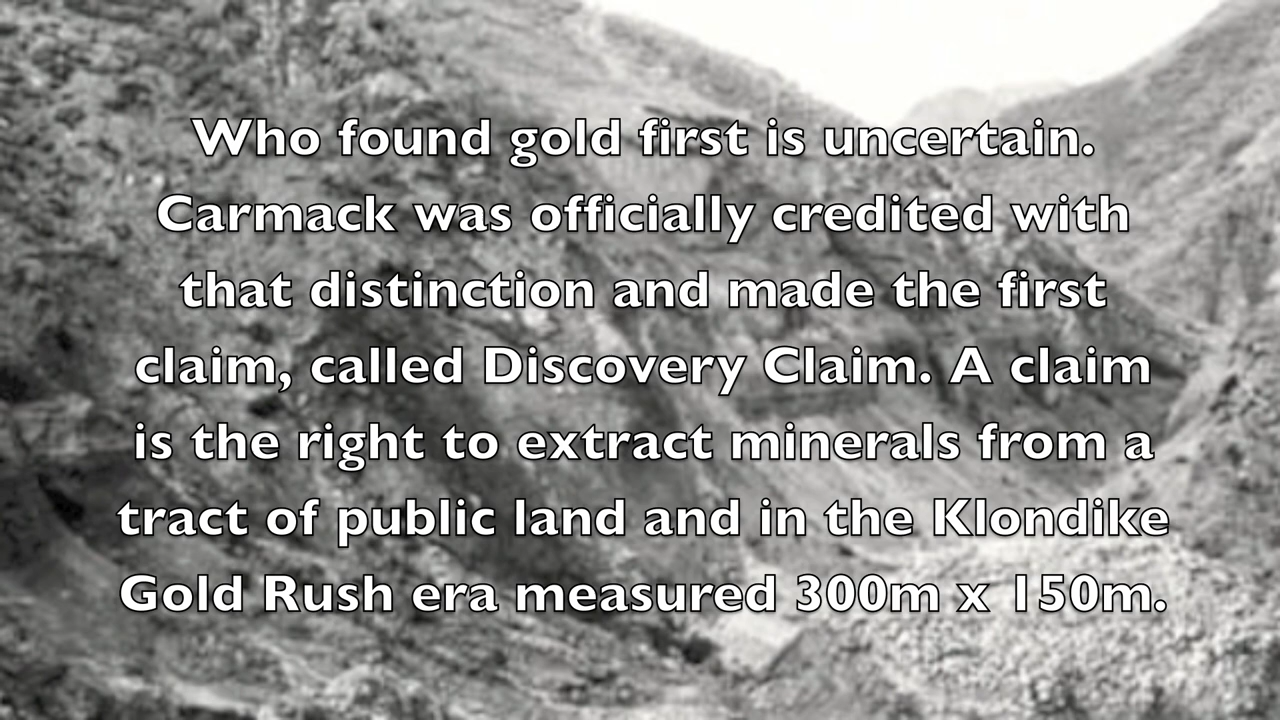 Who found gold first is uncertain.
Carmack was officially credited with
that distinction and made the first
claim, called Discovery Claim. A claim
is the right to extract minerals from a
tract of public land and in the Klondike
Gold Rush era measured 300m x 150m.